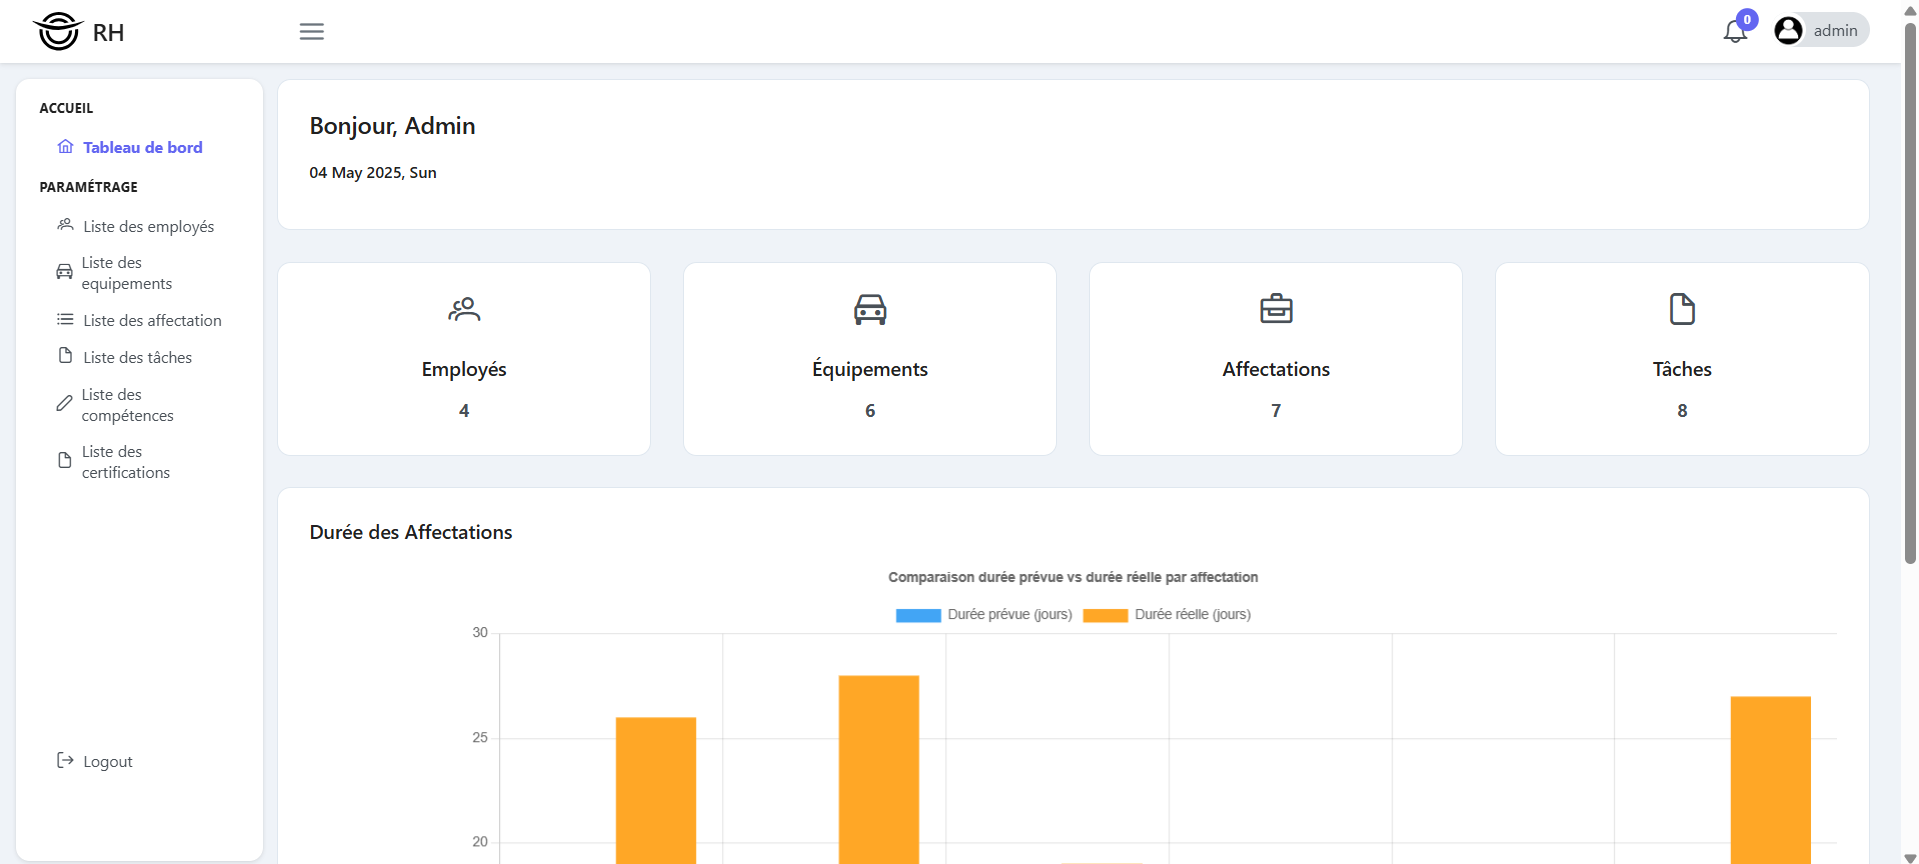 RH
0
admin
ACCUEIL
Tableau de bord
PARAMÉTRAGE
Liste des employés
Liste des
equipements
Liste des affectation
Liste des tâches
Liste des
compétences
Liste des
certifications
Logout
Bonjour, Admin
04 May 2025, Sun
Employés
4
Équipements
6
Affectations
7
Tâches
8
Durée des Affectations
Comparaison durée prévue vs durée réelle par affectation
Durée prévue (jours)
Durée réelle (jours)
30
25
20